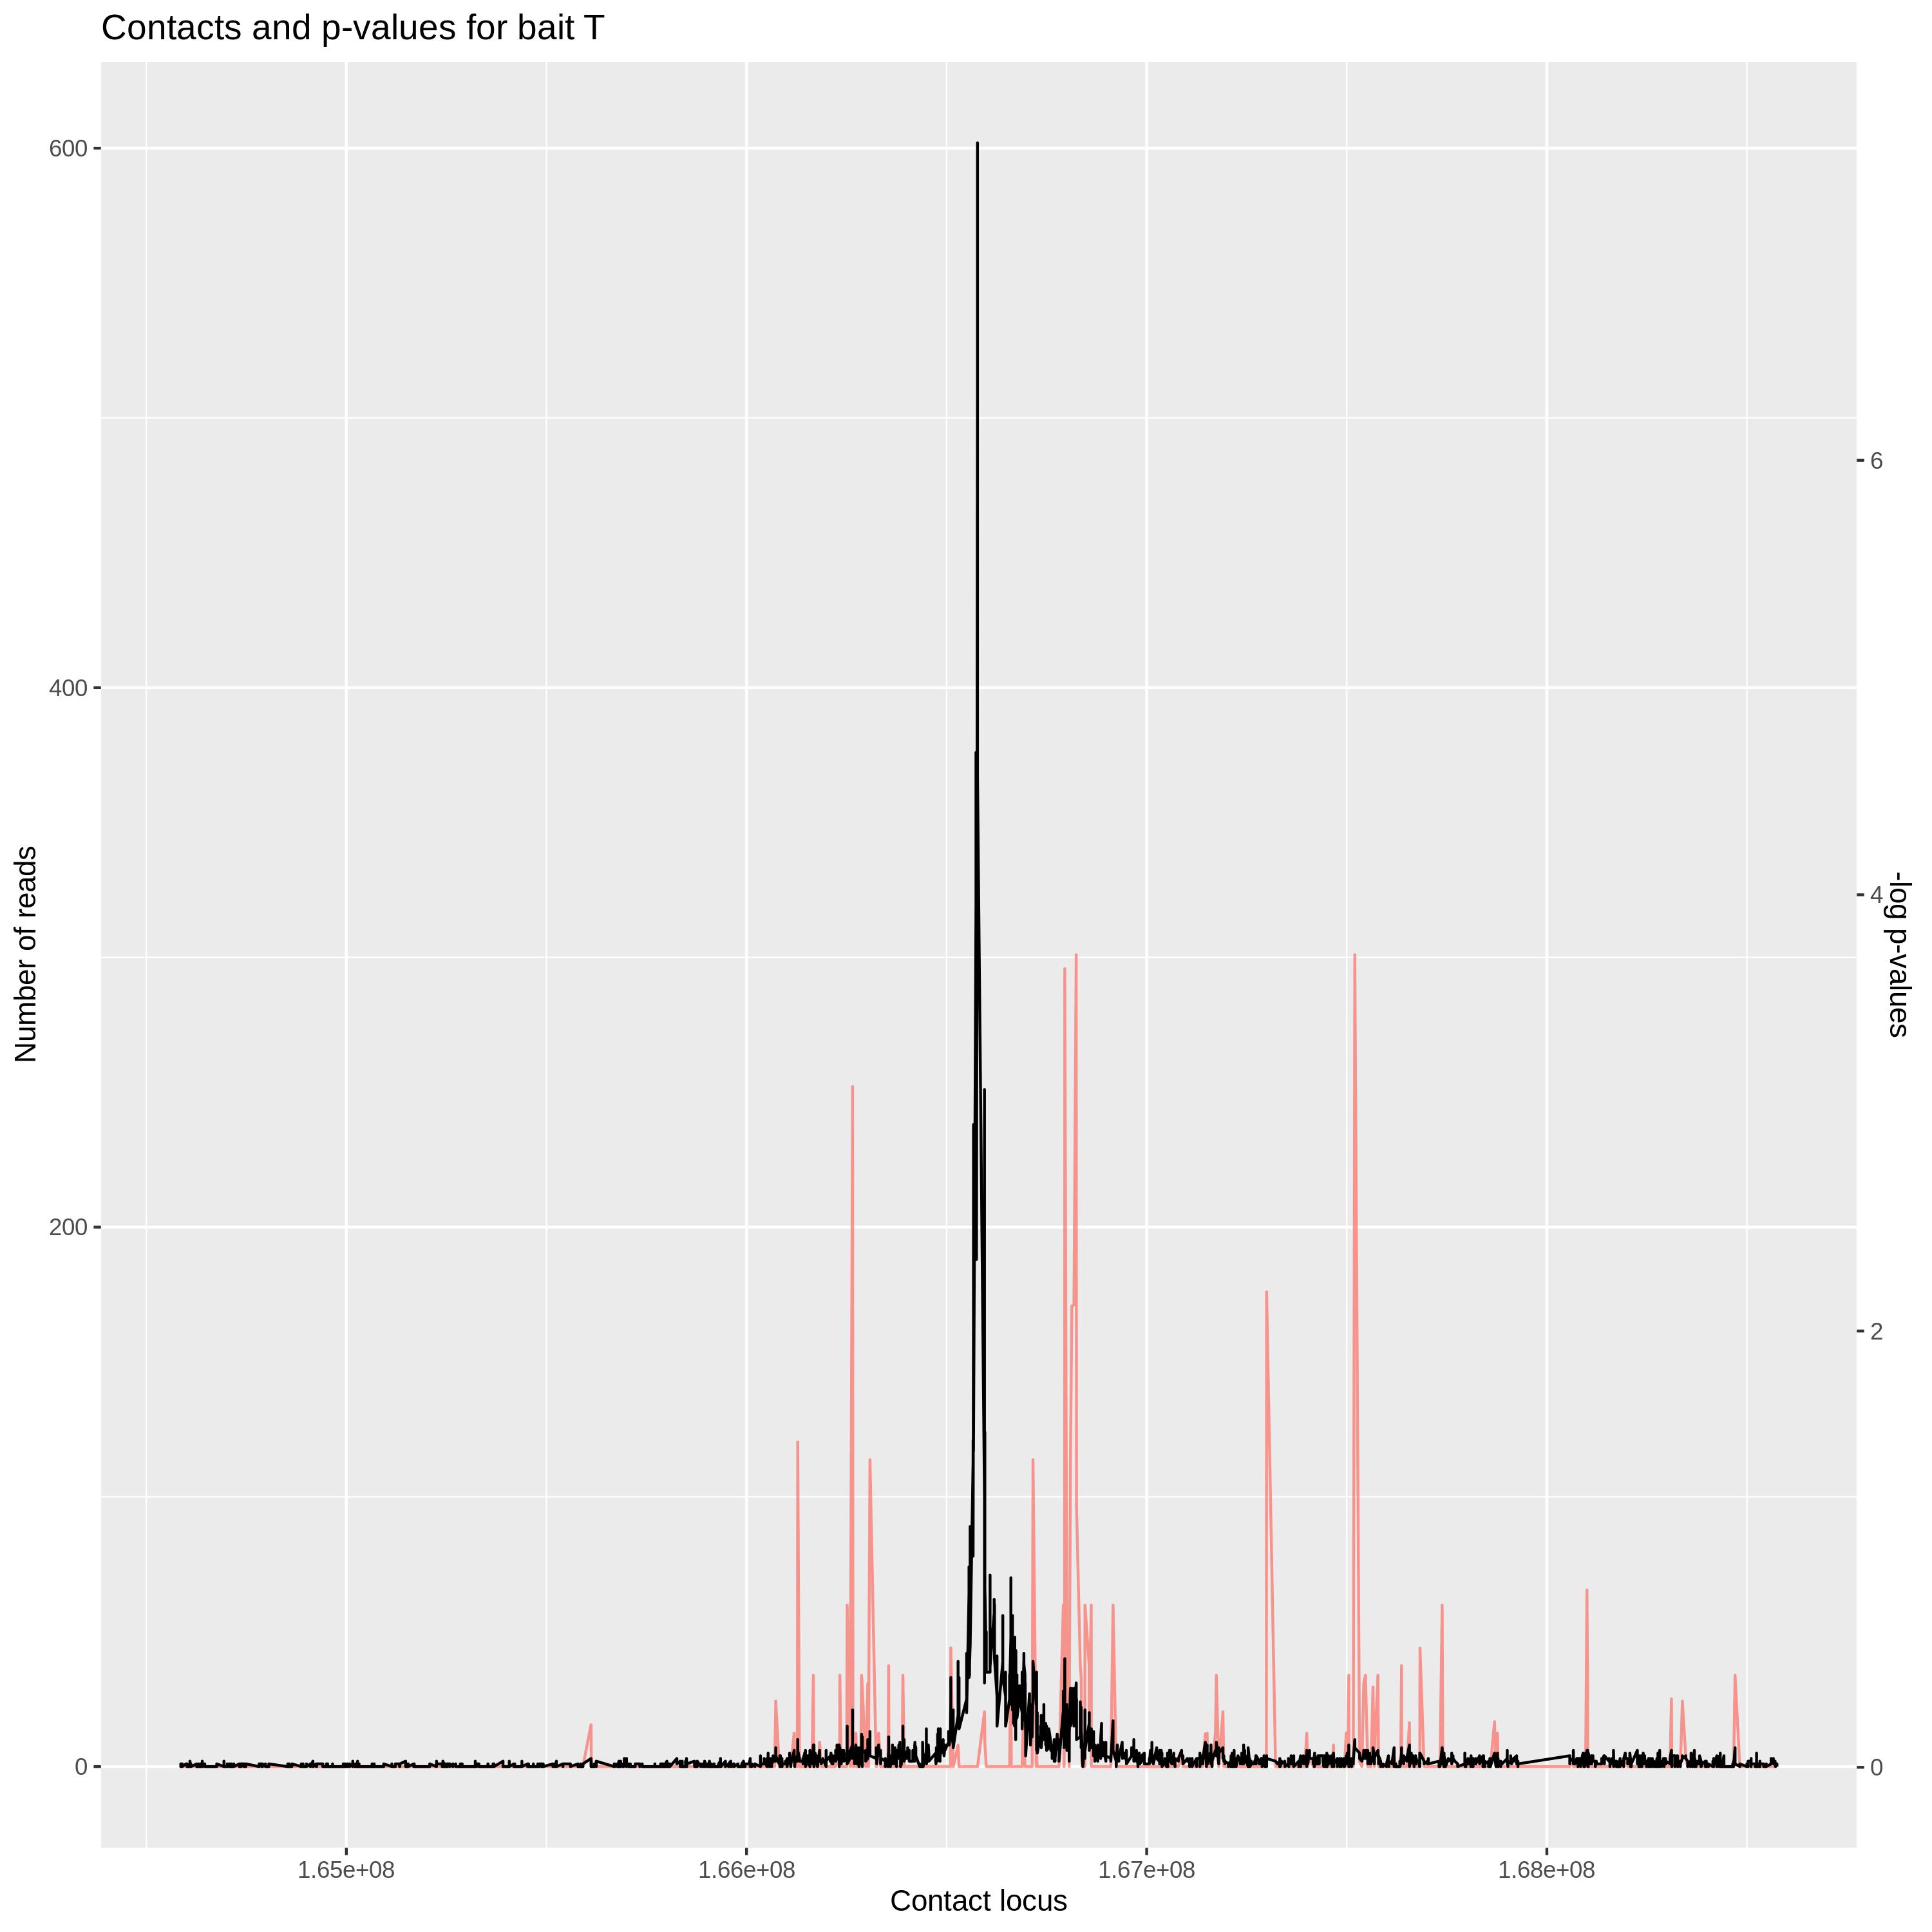 Contacts and p-values for bait T
600
400
200
0
Number of reads
6
4
2
0
-log p-values
1.65e+08
1.66e+08
1.67e+08
1.68e+08
Contact locus